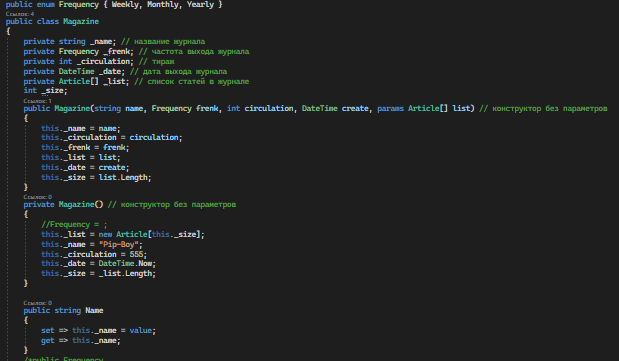 public enum Frequency { Weekly, Monthly, Yearly }
Ссылок: 4
public class Magazine
{
private string _name; // название журнала
private Frequency _frenk; // частота выхода журнала
private int _circulation; // тираж
private DateTime _date; // дата выхода журнала
private Article[] _list; // список статей в журнале
int _size;
Ссылок: 1
public Magazine(string name, Frequency frenk, int circulation, DateTime create, params Article[] list) // конструктор без параметров
{
this._name = name;
this._circulation = circulation;
this._frenk = frenk;
this._list = list;
this._date = create;
this._size = list.Length;
}
Ссылок: 0
private Magazine() // конструктор без параметров
{
//Frequency = ;
this._list = new Article[this._size];
this._name = "Pip-Boy";
this._circulation = 555;
this._date = DateTime.Now;
this._size = _list.Length;
}
Ссылок: 0
public string Name
{
set => this._name = value;
get => this._name;
}
/*public Frequency